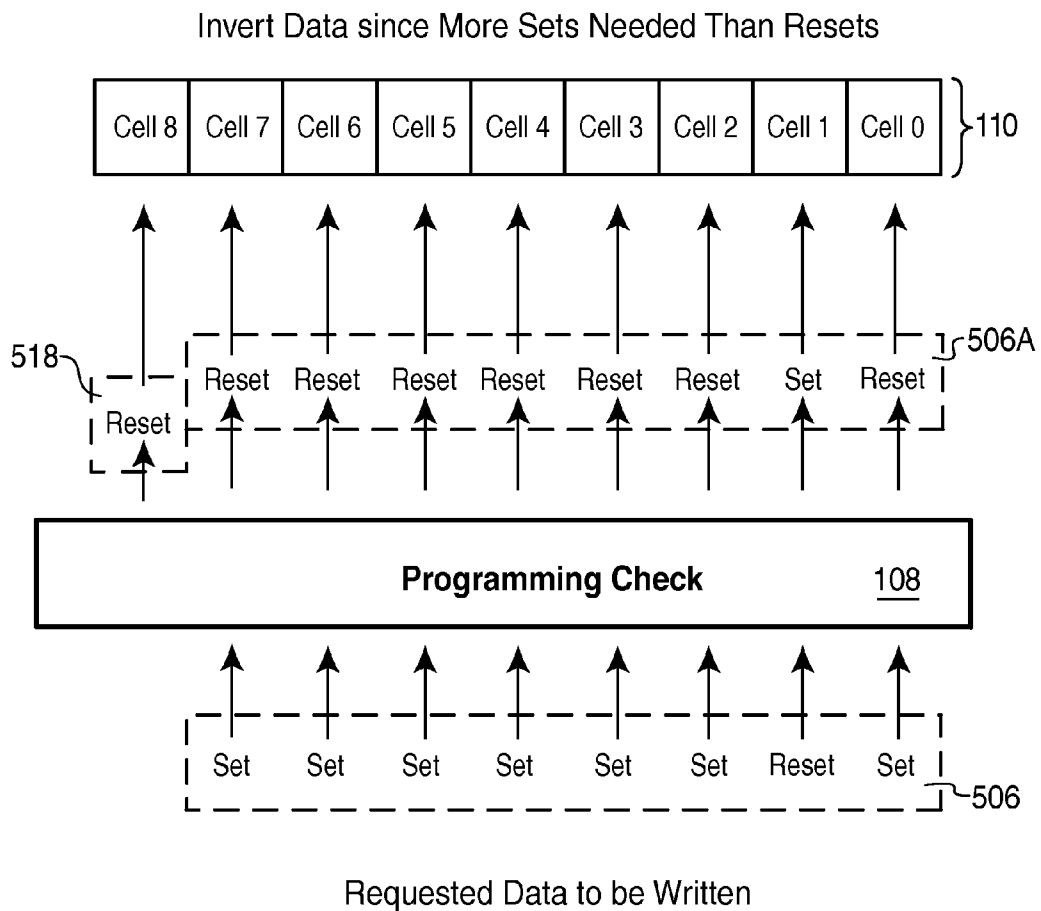 Invert Data since More Sets Needed Than Resets
Cell 8 Cell 7 Cell 6 Cell 5 Cell 4 Cell 3 Cell 2 Cell 1 Cell 0 110
518 506A
Reset Reset Reset Reset Reset Reset Set Reset
Reset
Programming Check 108
Set Set Set Set Set Set Reset Set
506
Requested Data to be Written